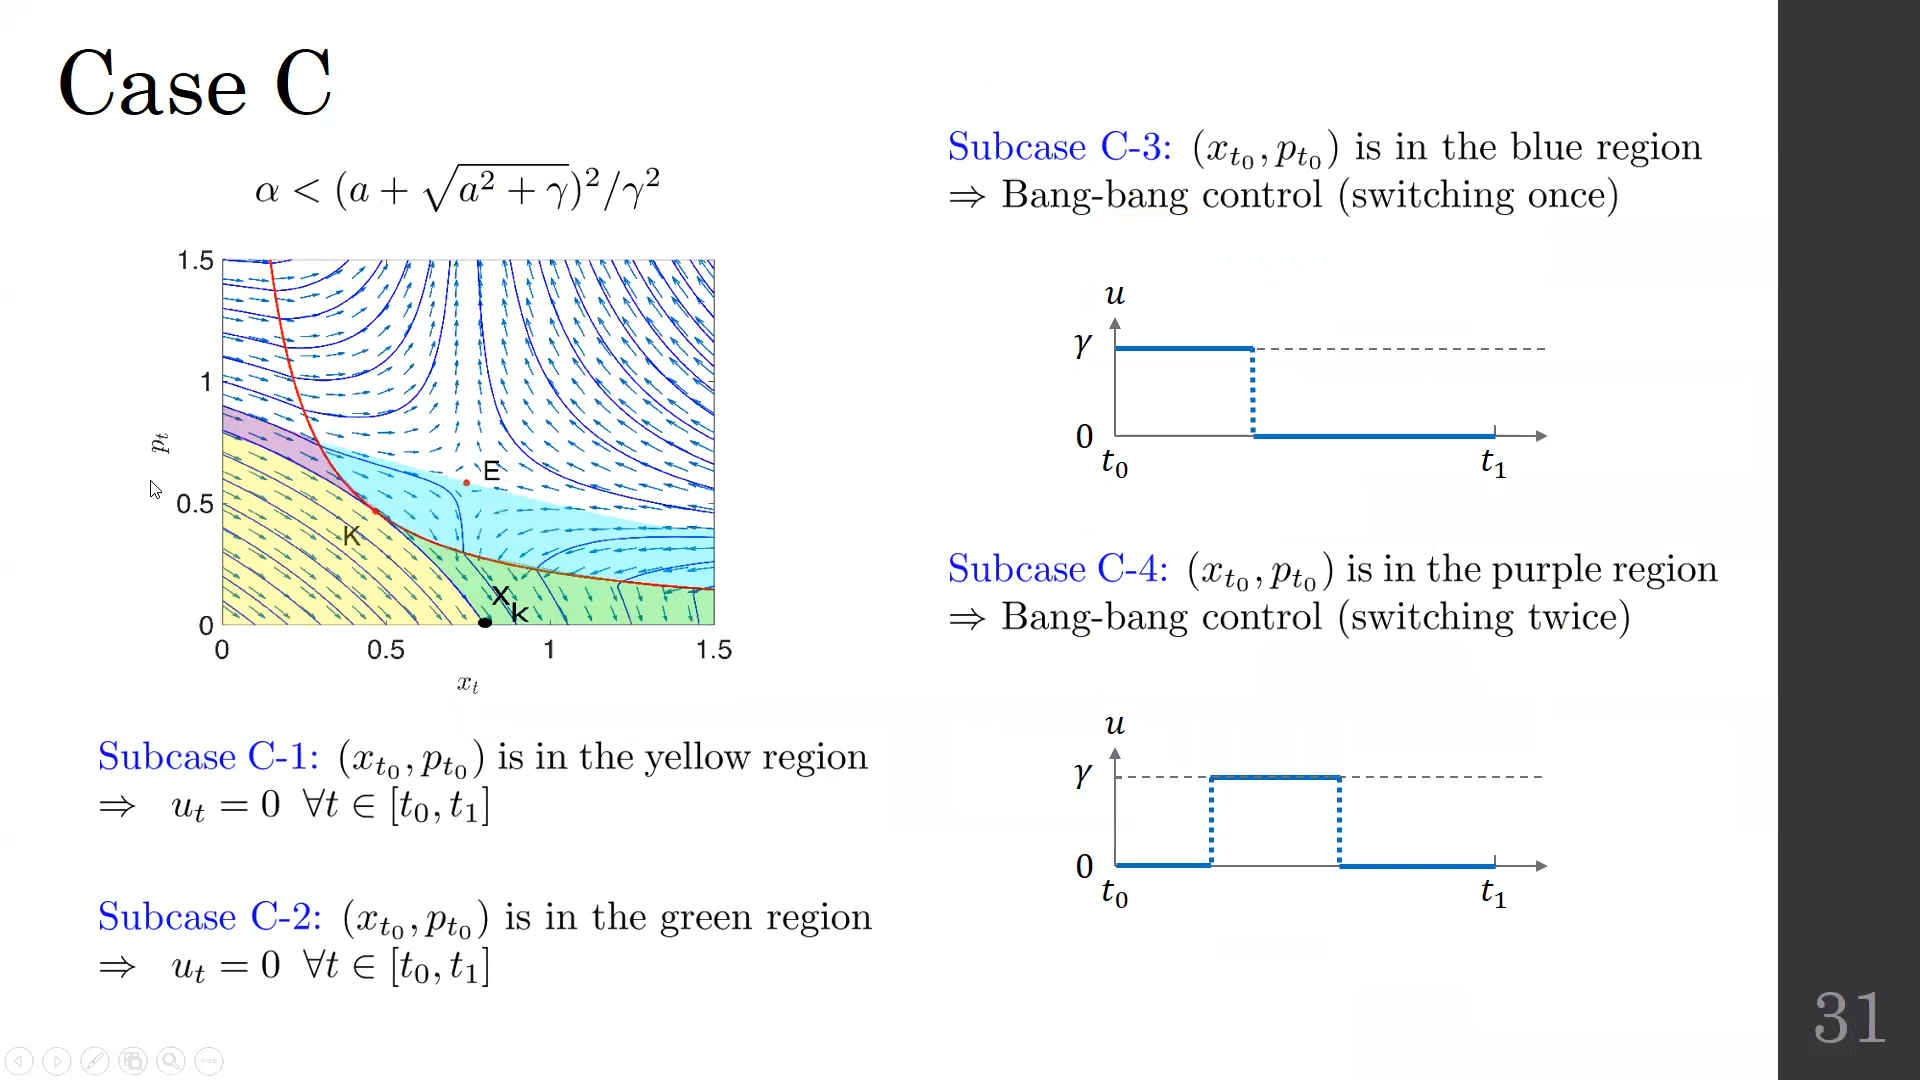 Case C
α < (a + √(a² + γ))²/γ²
1.5
1
0.5
0
p_t
E
K
X_k
0
0.5
1
1.5
x_t
Subcase C-1: (x_{t_0}, p_{t_0}) is in the yellow region
⇒ u_t = 0 ∀t ∈ [t_0, t_1]
Subcase C-2: (x_{t_0}, p_{t_0}) is in the green region
⇒ u_t = 0 ∀t ∈ [t_0, t_1]
Subcase C-3: (x_{t_0}, p_{t_0}) is in the blue region
⇒ Bang-bang control (switching once)
u
γ
0
t_0
t_1
Subcase C-4: (x_{t_0}, p_{t_0}) is in the purple region
⇒ Bang-bang control (switching twice)
u
γ
0
t_0
t_1
31